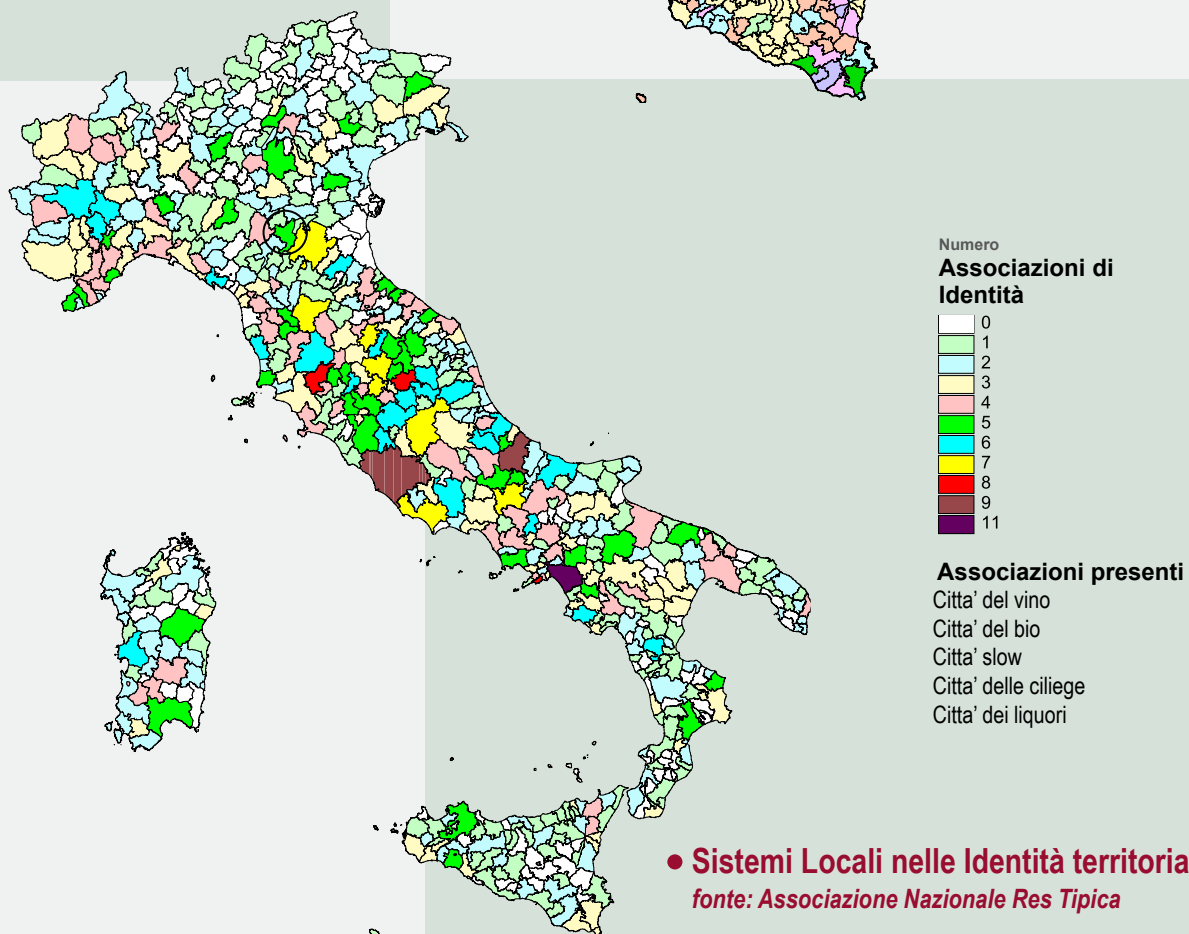 Numero
Associazioni di
Identità
0
1
2
3
4
5
6
7
8
9
11
Associazioni presenti
Citta' del vino
Citta' del bio
Citta' slow
Citta' delle ciliege
Citta' dei liquori
• Sistemi Locali nelle Identità territoria
fonte: Associazione Nazionale Res Tipica